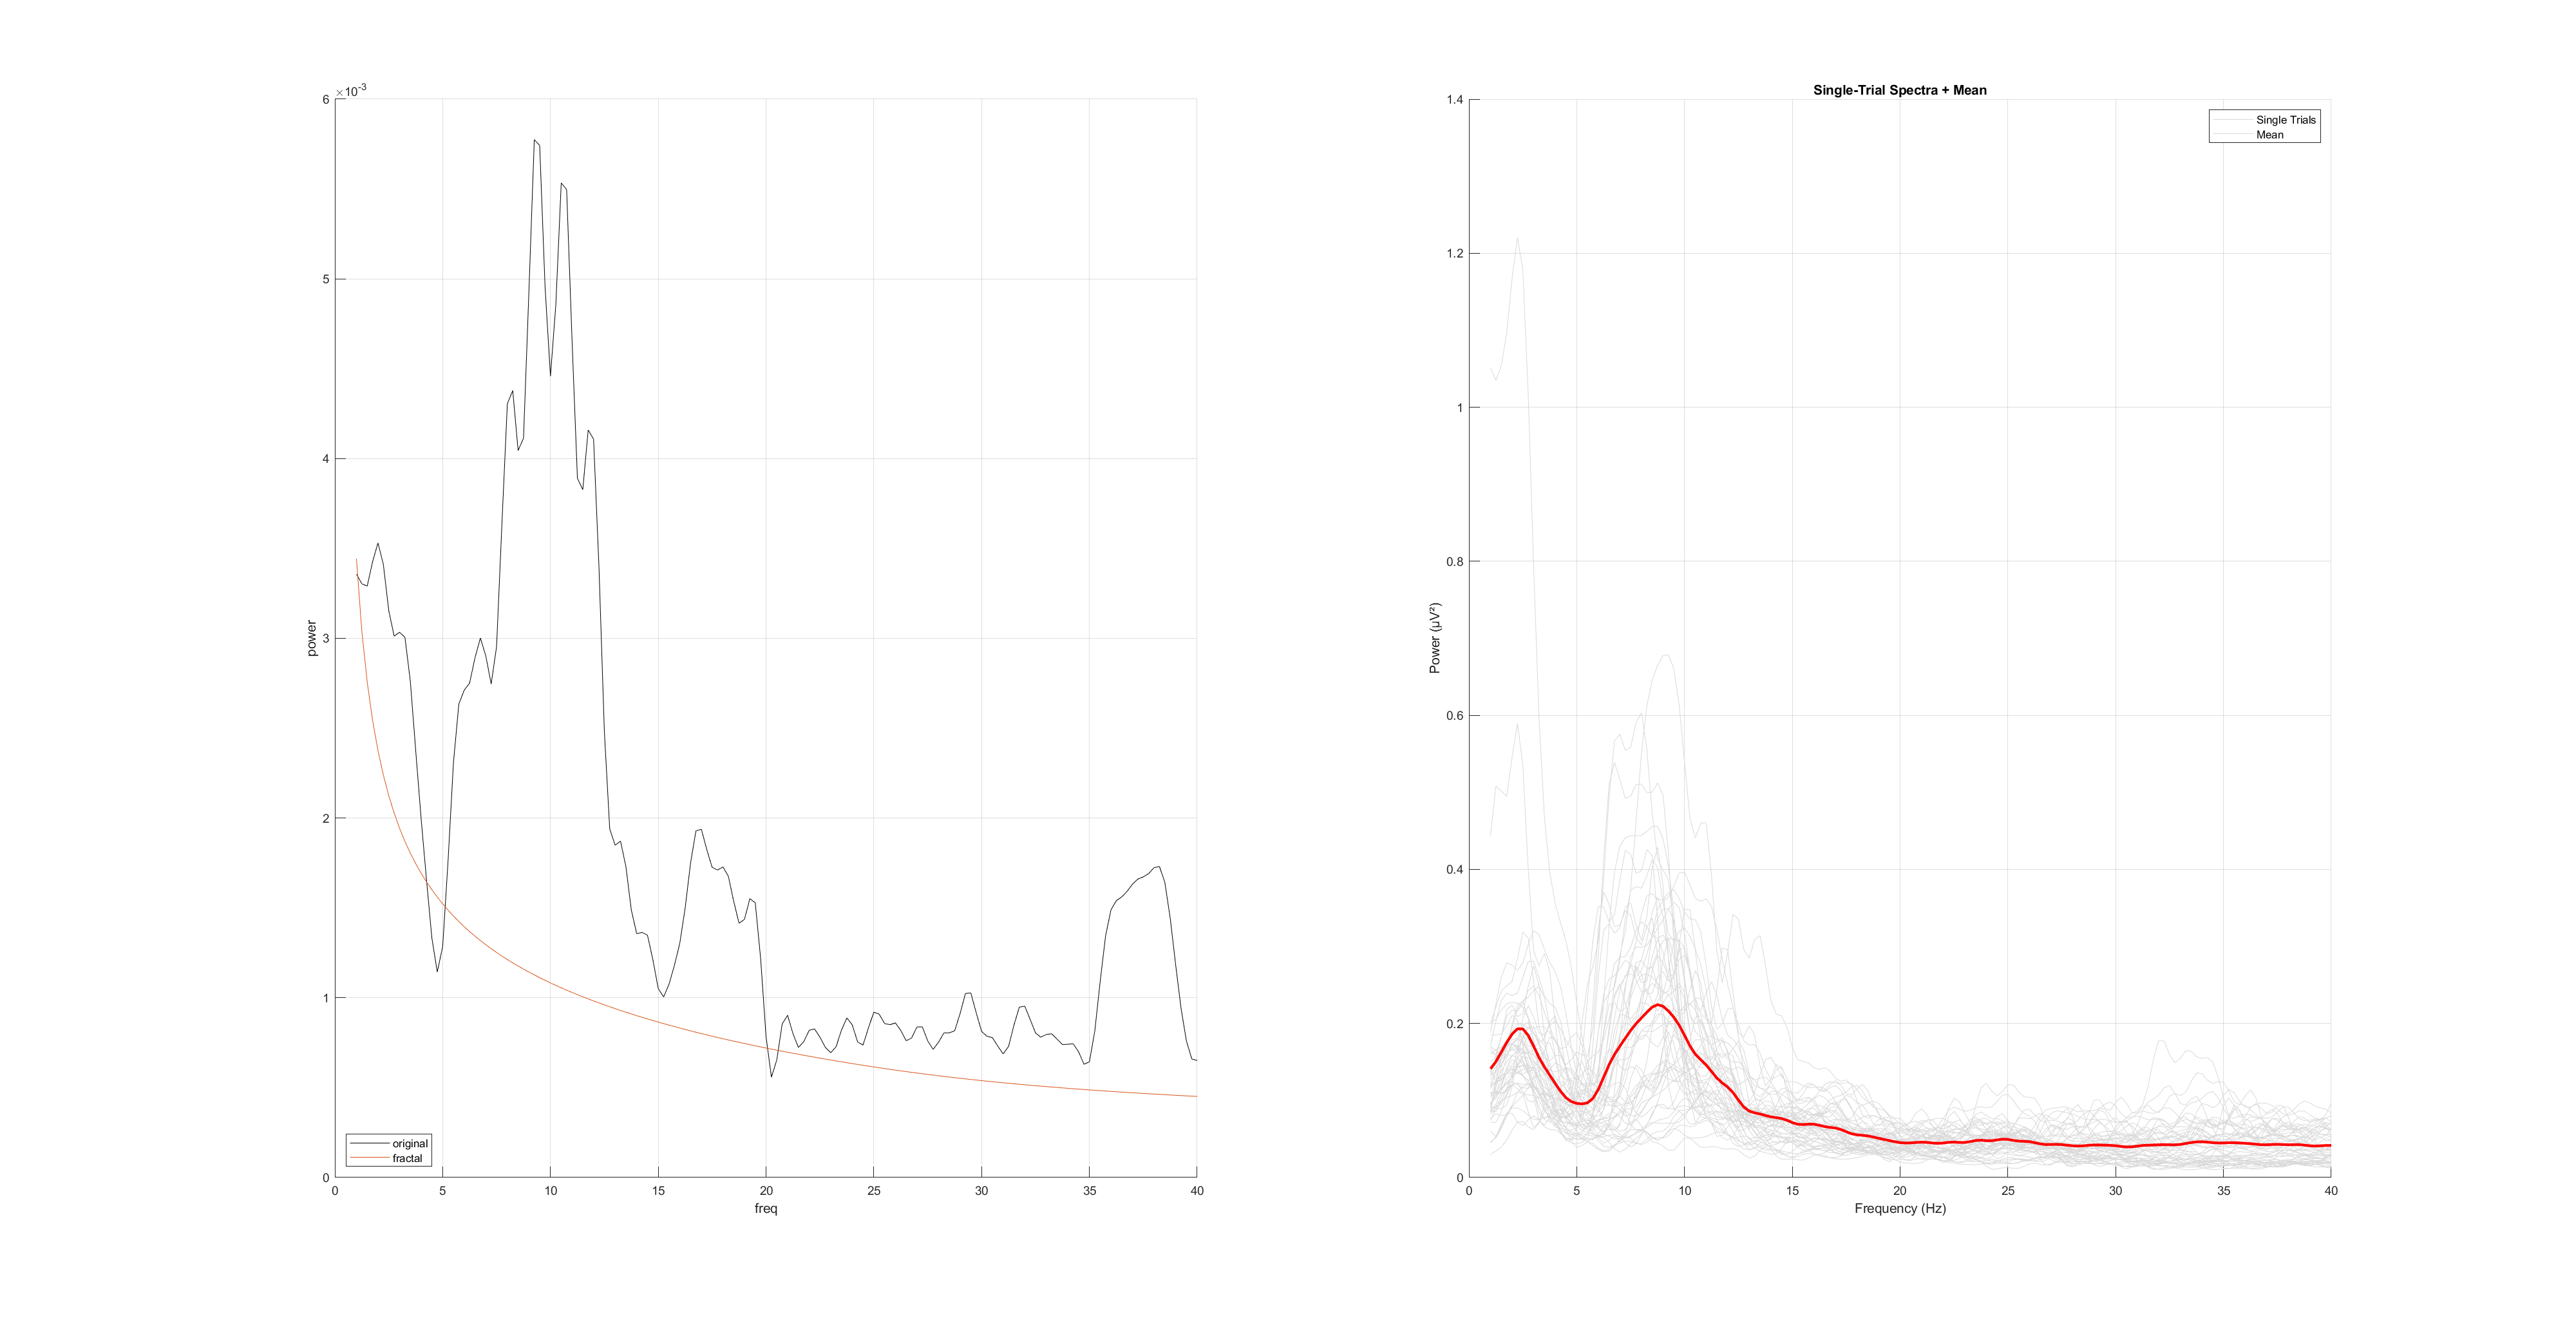 ×10-3
6
5
4
3
2
1
0
power
0 5 10 15 20 25 30 35 40
freq
original
fractal
Single-Trial Spectra + Mean
1.4
1.2
1
0.8
0.6
0.4
0.2
0
Power (µV²)
0 5 10 15 20 25 30 35 40
Frequency (Hz)
Single Trials
Mean